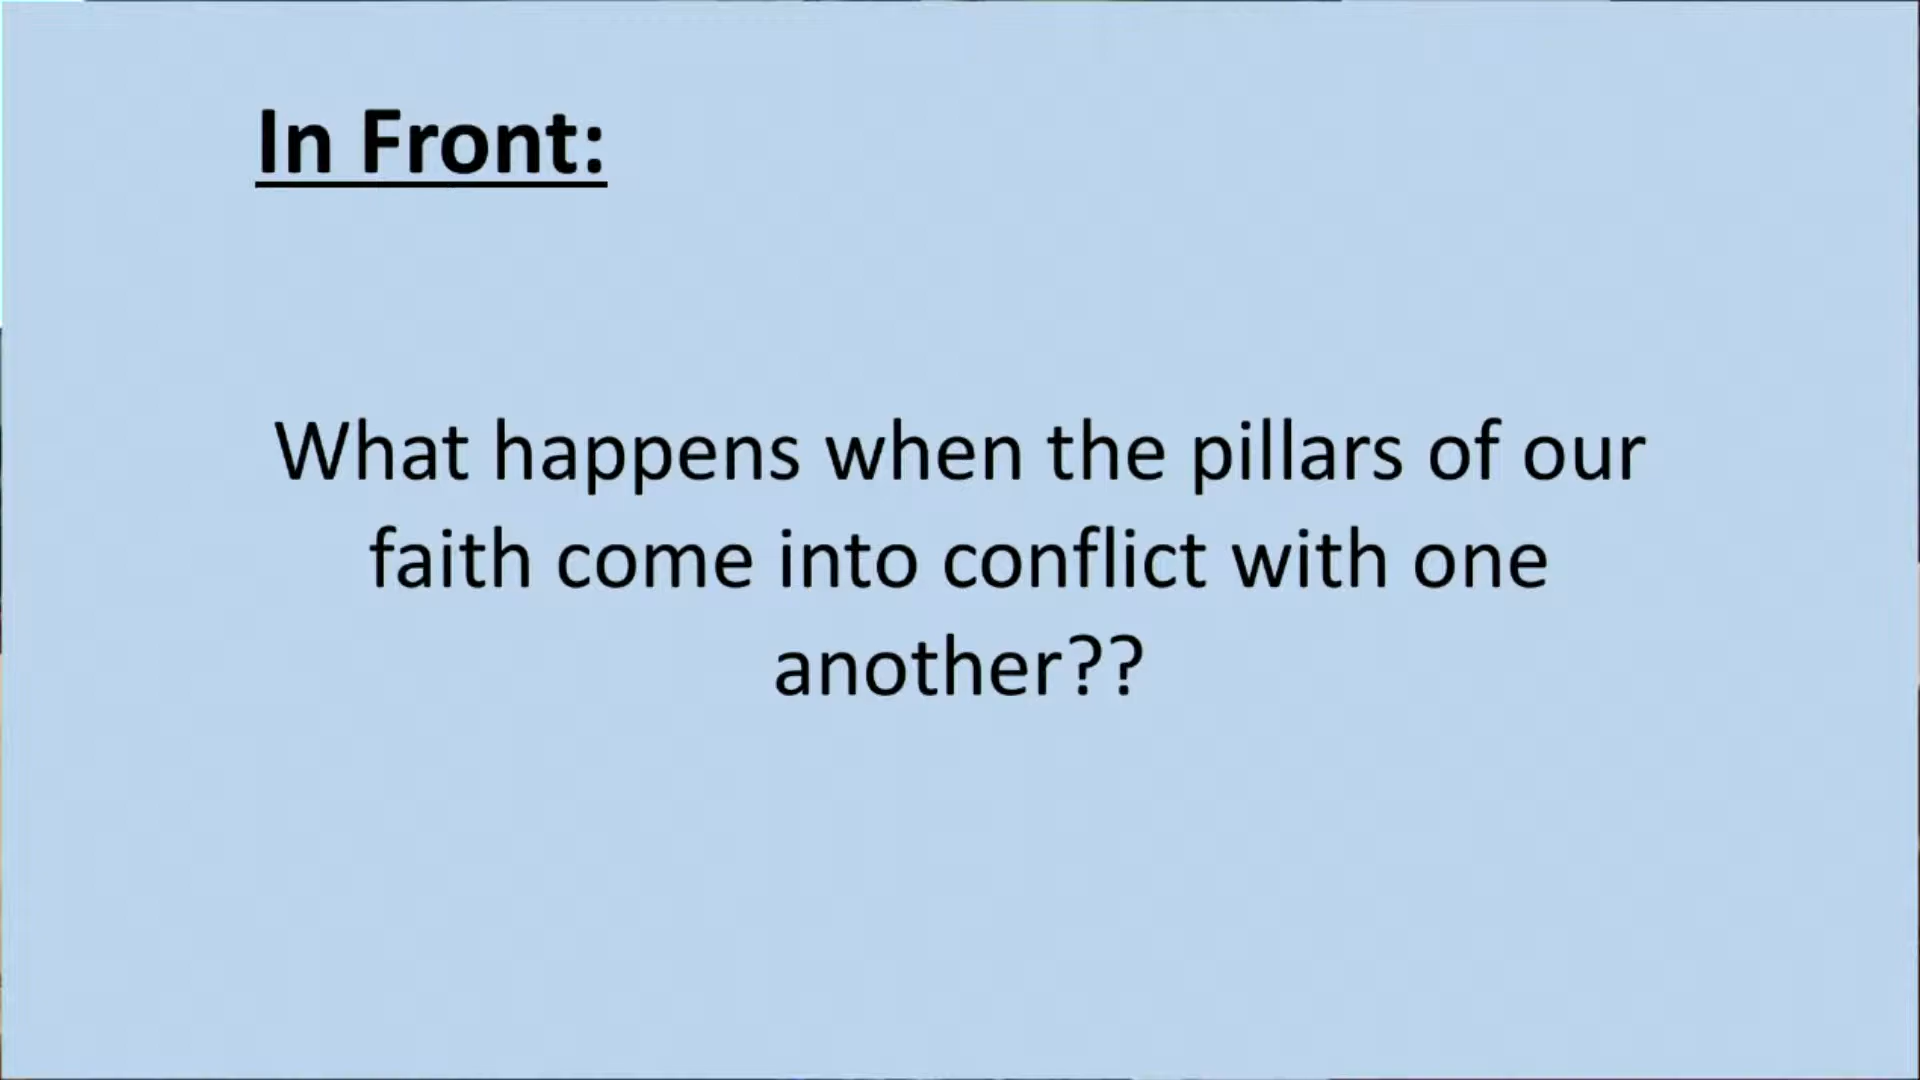 In Front:
What happens when the pillars of our
faith come into conflict with one
another??